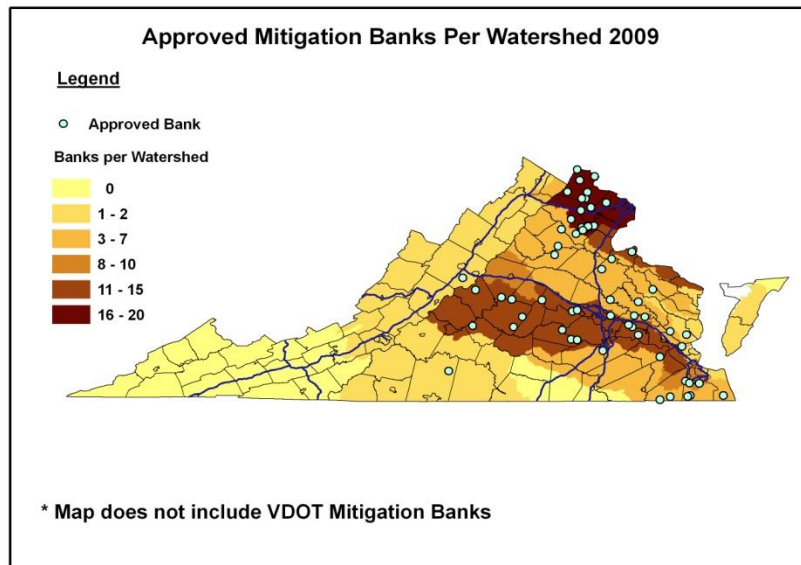 Approved Mitigation Banks Per Watershed 2009
Legend
Approved Bank
Banks per Watershed
0
1 - 2
3 - 7
8 - 10
11 - 15
16 - 20
* Map does not include VDOT Mitigation Banks